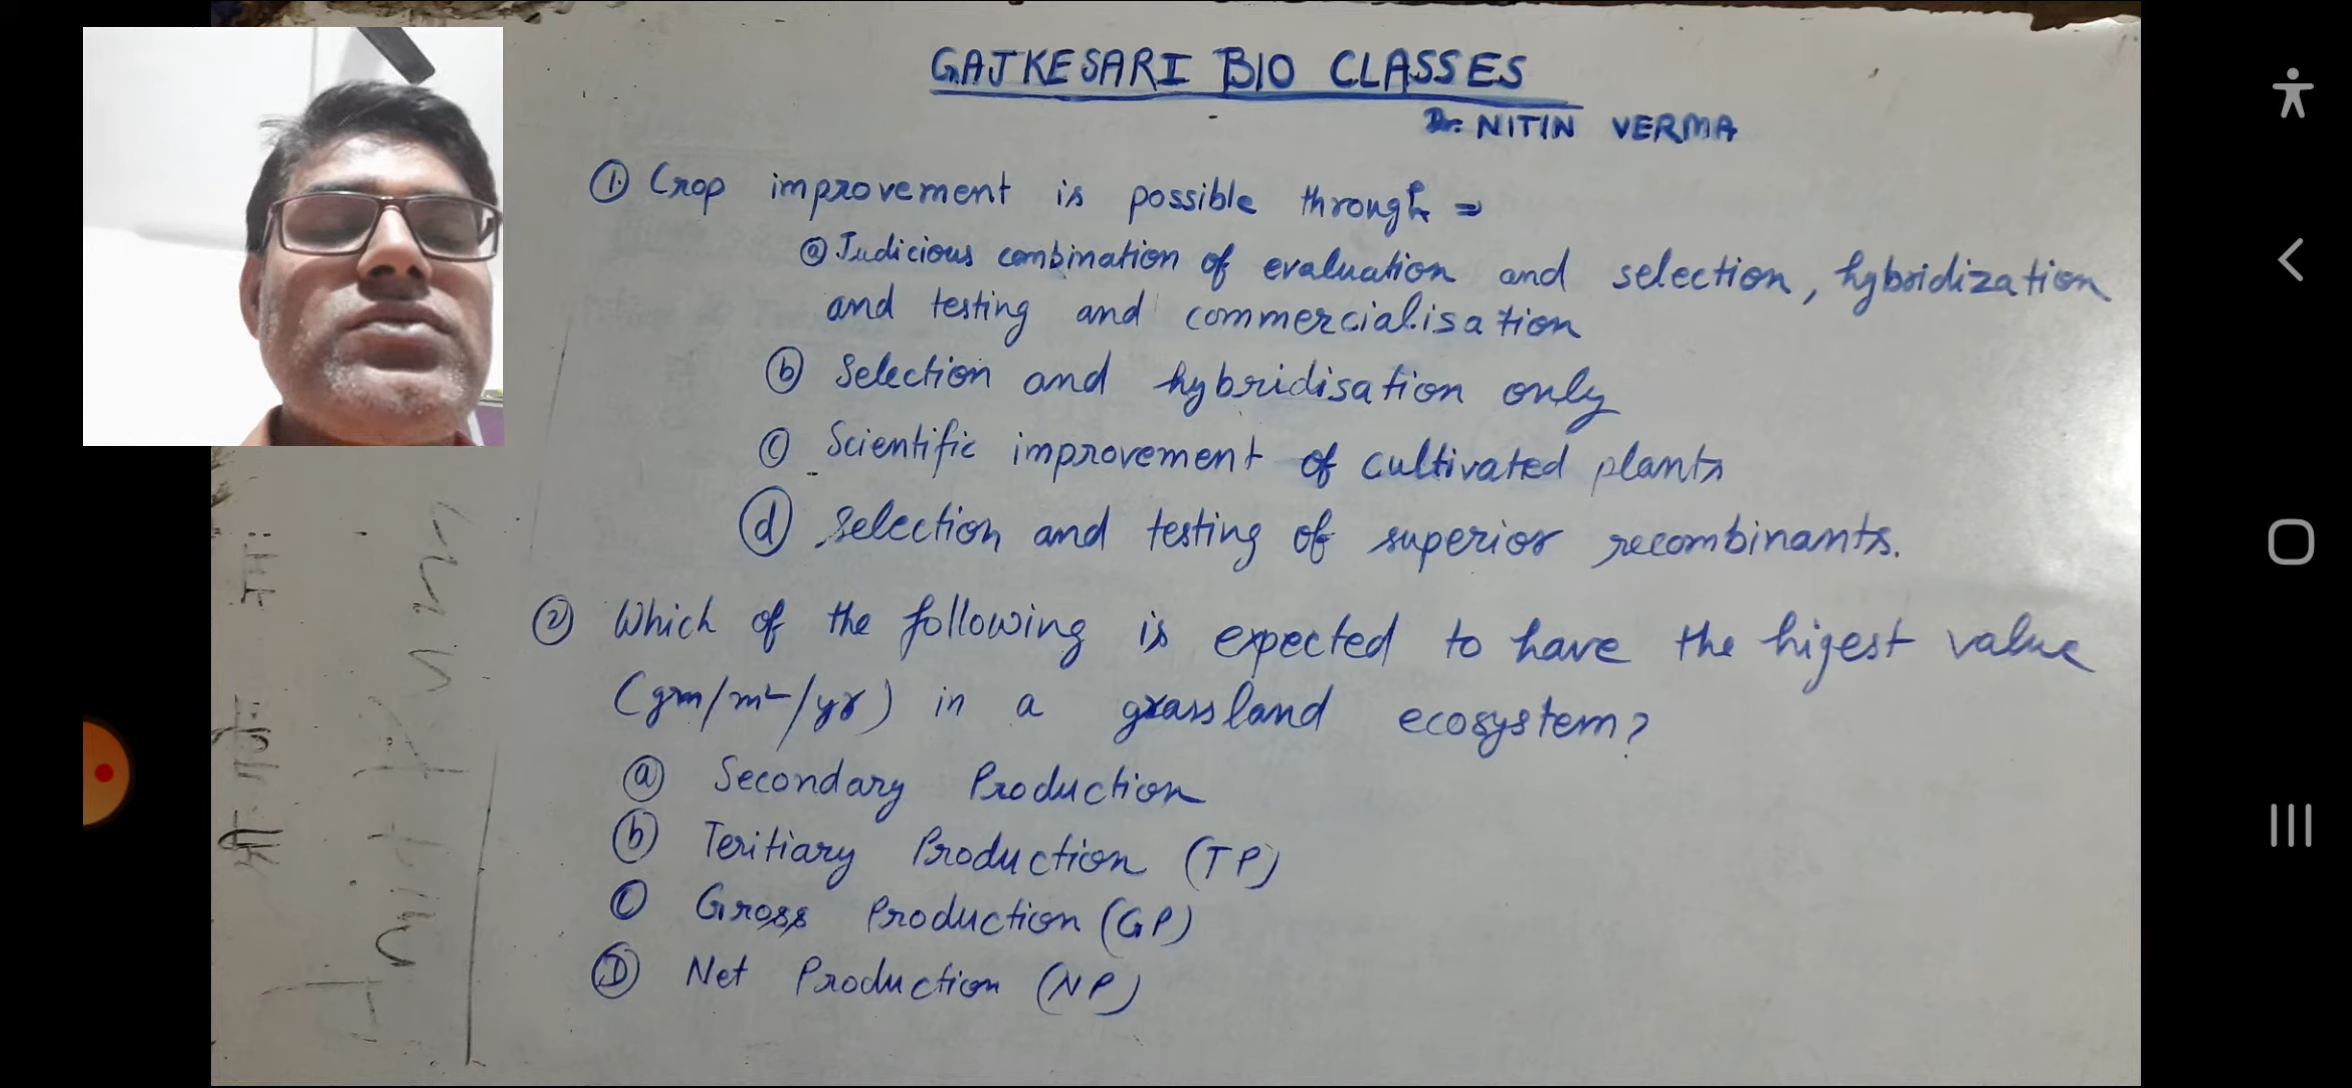 GAJKESARI BIO CLASSES
Dr. NITIN VERMA
① Crop improvement is possible through ⇒
ⓐ Judicious combination of evaluation and selection, hybridization
and testing and commercialisation
ⓑ Selection and hybridisation only
ⓒ Scientific improvement of cultivated plants
ⓓ Selection and testing of superior recombinants.
② Which of the following is expected to have the higest value
(gm/m²/yr) in a grassland ecosystem?
ⓐ Secondary Production
ⓑ Teritiary Production (TP)
ⓒ Gross Production (GP)
Ⓓ Net Production (NP)